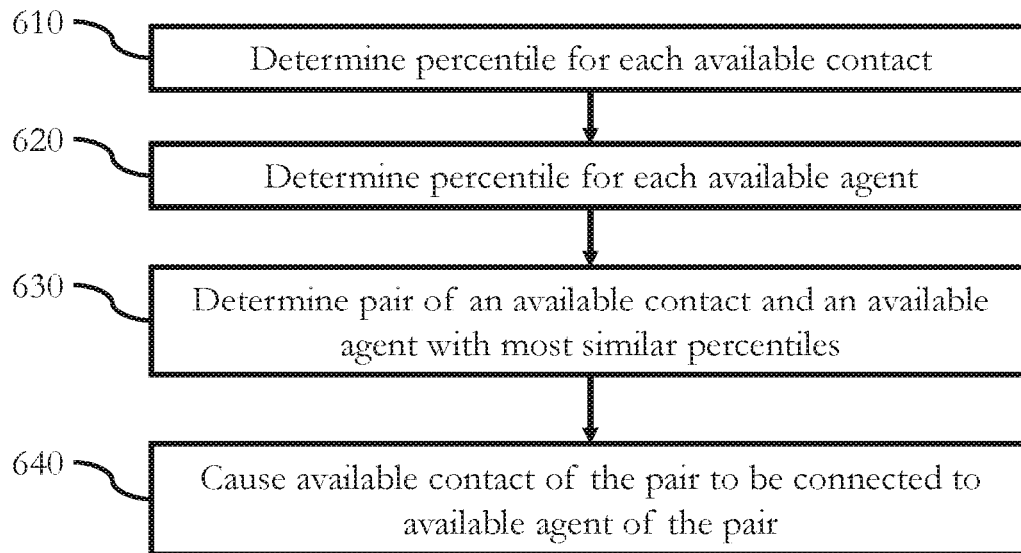 610
Determine percentile for each available contact
620
Determine percentile for each available agent
630
Determine pair of an available contact and an available
agent with most similar percentiles
640
Cause available contact of the pair to be connected to
available agent of the pair